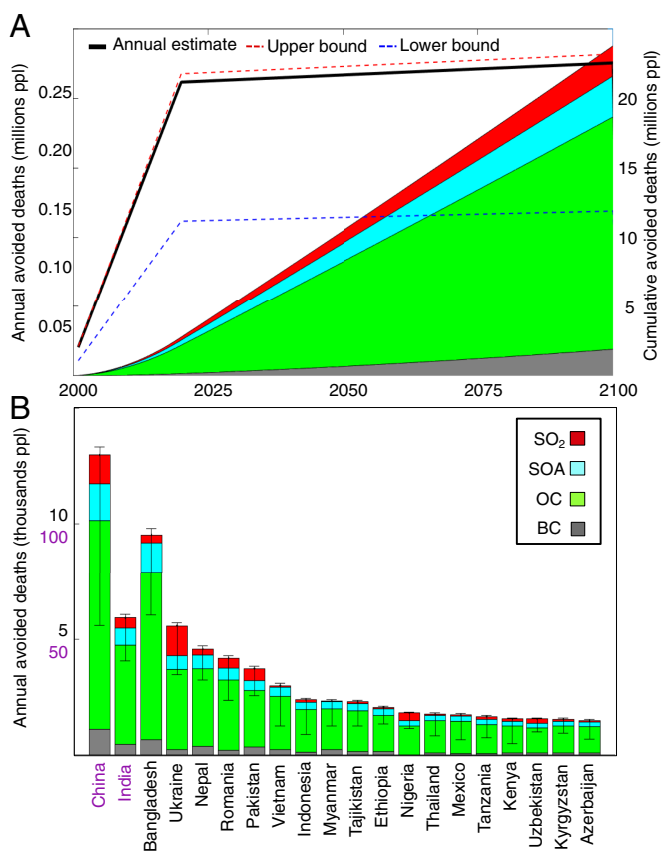 A
Annual estimate
Upper bound
Lower bound
Annual avoided deaths (millions ppl)
0.25
0.20
0.15
0.10
0.05
20
15
10
5
Cumulative avoided deaths (millions ppl)
2000
2025
2050
2075
2100
B
Annual avoided deaths (thousands ppl)
10
100
5
50
SO2
SOA
OC
BC
China
India
Bangladesh
Ukraine
Nepal
Romania
Pakistan
Vietnam
Indonesia
Myanmar
Tajikistan
Ethiopia
Nigeria
Thailand
Mexico
Tanzania
Kenya
Uzbekistan
Kyrgyzstan
Azerbaijan